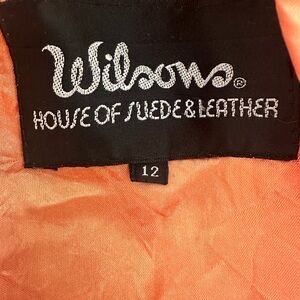 Wilsons®
HOUSE OF SUEDE & LEATHER
12